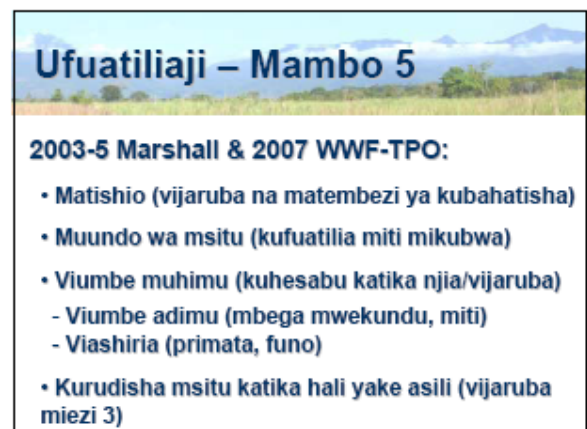 Ufuatiliaji – Mambo 5
2003-5 Marshall & 2007 WWF-TPO:
• Matishio (vijaruba na matembezi ya kubahatisha)
• Muundo wa msitu (kufuatilia miti mikubwa)
• Viumbe muhimu (kuhesabu katika njia/vijaruba)
- Viumbe adimu (mbega mwekundu, miti)
- Viashiria (primata, funo)
• Kurudisha msitu katika hali yake asili (vijaruba
miezi 3)